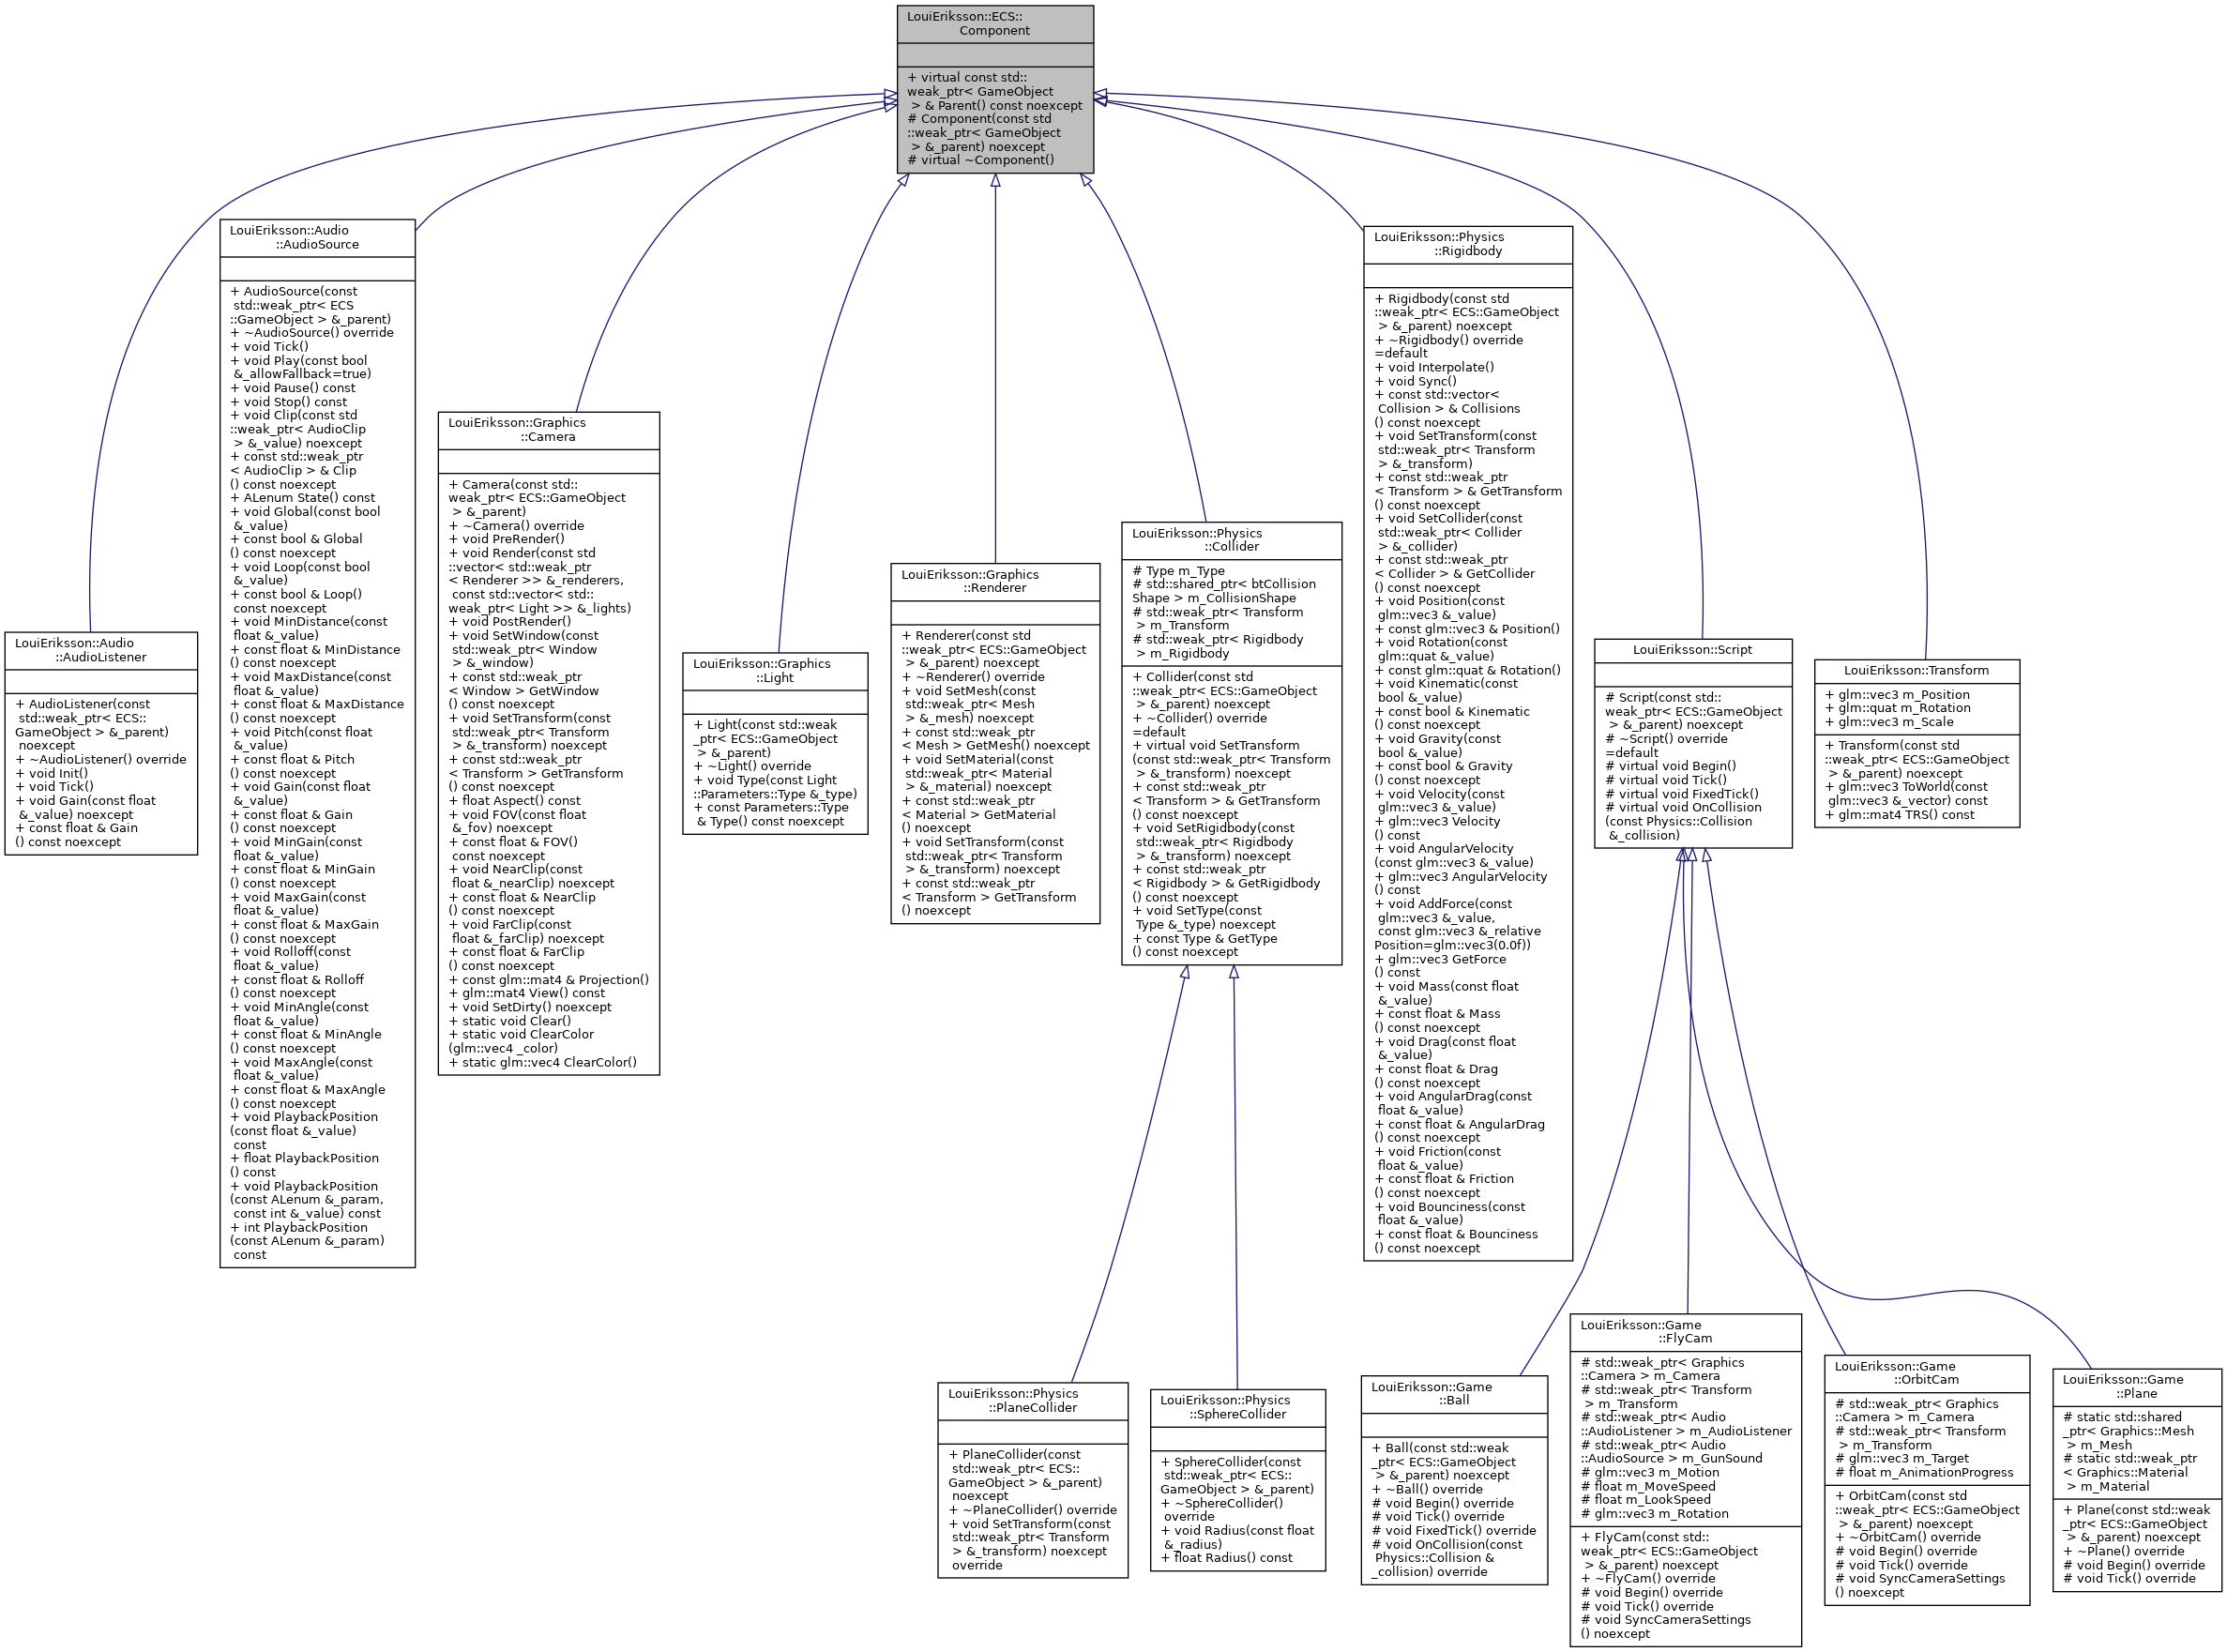 LouiEriksson::ECS::
Component
+ virtual const std::
weak_ptr< GameObject
> & Parent() const noexcept
# Component(const std
::weak_ptr< GameObject
> &_parent) noexcept
# virtual ~Component()
LouiEriksson::Audio
::AudioListener
+ AudioListener(const
std::weak_ptr< ECS::
GameObject > &_parent)
noexcept
+ ~AudioListener() override
+ void Init()
+ void Tick()
+ void Gain(const float
&_value) noexcept
+ const float & Gain
() const noexcept
LouiEriksson::Audio
::AudioSource
+ AudioSource(const
std::weak_ptr< ECS
::GameObject > &_parent)
+ ~AudioSource() override
+ void Tick()
+ void Play(const bool
&_allowFallback=true)
+ void Pause() const
+ void Stop() const
+ void Clip(const std
::weak_ptr< AudioClip
> &_value) noexcept
+ const std::weak_ptr
< AudioClip > & Clip
() const noexcept
+ ALenum State() const
+ void Global(const bool
&_value)
+ const bool & Global
() const noexcept
+ void Loop(const bool
&_value)
+ const bool & Loop()
const noexcept
+ void MinDistance(const
float &_value)
+ const float & MinDistance
() const noexcept
+ void MaxDistance(const
float &_value)
+ const float & MaxDistance
() const noexcept
+ void Pitch(const float
&_value)
+ const float & Pitch
() const noexcept
+ void Gain(const float
&_value)
+ const float & Gain
() const noexcept
+ void MinGain(const
float &_value)
+ const float & MinGain
() const noexcept
+ void MaxGain(const
float &_value)
+ const float & MaxGain
() const noexcept
+ void Rolloff(const
float &_value)
+ const float & Rolloff
() const noexcept
+ void MinAngle(const
float &_value)
+ const float & MinAngle
() const noexcept
+ void MaxAngle(const
float &_value)
+ const float & MaxAngle
() const noexcept
+ void PlaybackPosition
(const float &_value)
const
+ float PlaybackPosition
() const
+ void PlaybackPosition
(const ALenum &_param,
const int &_value) const
+ int PlaybackPosition
(const ALenum &_param)
const
LouiEriksson::Graphics
::Camera
+ Camera(const std::
weak_ptr< ECS::GameObject
> &_parent)
+ ~Camera() override
+ void PreRender()
+ void Render(const std
::vector< std::weak_ptr
< Renderer >> &_renderers,
const std::vector< std::
weak_ptr< Light >> &_lights)
+ void PostRender()
+ void SetWindow(const
std::weak_ptr< Window
> &_window)
+ const std::weak_ptr
< Window > GetWindow
() const noexcept
+ void SetTransform(const
std::weak_ptr< Transform
> &_transform) noexcept
+ const std::weak_ptr
< Transform > GetTransform
() const noexcept
+ float Aspect() const
+ void FOV(const float
&_fov) noexcept
+ const float & FOV()
const noexcept
+ void NearClip(const
float &_nearClip) noexcept
+ const float & NearClip
() const noexcept
+ void FarClip(const
float &_farClip) noexcept
+ const float & FarClip
() const noexcept
+ const glm::mat4 & Projection()
+ glm::mat4 View() const
+ void SetDirty() noexcept
+ static void Clear()
+ static void ClearColor
(glm::vec4 _color)
+ static glm::vec4 ClearColor()
LouiEriksson::Graphics
::Light
+ Light(const std::weak
_ptr< ECS::GameObject
> &_parent)
+ ~Light() override
+ void Type(const Light
::Parameters::Type &_type)
+ const Parameters::Type
& Type() const noexcept
LouiEriksson::Graphics
::Renderer
+ Renderer(const std
::weak_ptr< ECS::GameObject
> &_parent) noexcept
+ ~Renderer() override
+ void SetMesh(const
std::weak_ptr< Mesh
> &_mesh) noexcept
+ const std::weak_ptr
< Mesh > GetMesh() noexcept
+ void SetMaterial(const
std::weak_ptr< Material
> &_material) noexcept
+ const std::weak_ptr
< Material > GetMaterial
() noexcept
+ void SetTransform(const
std::weak_ptr< Transform
> &_transform) noexcept
+ const std::weak_ptr
< Transform > GetTransform
() noexcept
LouiEriksson::Physics
::Collider
# Type m_Type
# std::shared_ptr< btCollision
Shape > m_CollisionShape
# std::weak_ptr< Transform
> m_Transform
# std::weak_ptr< Rigidbody
> m_Rigidbody
+ Collider(const std
::weak_ptr< ECS::GameObject
> &_parent) noexcept
+ ~Collider() override
=default
+ virtual void SetTransform
(const std::weak_ptr< Transform
> &_transform) noexcept
+ const std::weak_ptr
< Transform > & GetTransform
() const noexcept
+ void SetRigidbody(const
std::weak_ptr< Rigidbody
> &_transform) noexcept
+ const std::weak_ptr
< Rigidbody > & GetRigidbody
() const noexcept
+ void SetType(const
Type &_type) noexcept
+ const Type & GetType
() const noexcept
LouiEriksson::Physics
::Rigidbody
+ Rigidbody(const std
::weak_ptr< ECS::GameObject
> &_parent) noexcept
+ ~Rigidbody() override
=default
+ void Interpolate()
+ void Sync()
+ const std::vector<
Collision > & Collisions
() const noexcept
+ void SetTransform(const
std::weak_ptr< Transform
> &_transform)
+ const std::weak_ptr
< Transform > & GetTransform
() const noexcept
+ void SetCollider(const
std::weak_ptr< Collider
> &_collider)
+ const std::weak_ptr
< Collider > & GetCollider
() const noexcept
+ void Position(const
glm::vec3 &_value)
+ const glm::vec3 & Position()
+ void Rotation(const
glm::quat &_value)
+ const glm::quat & Rotation()
+ void Kinematic(const
bool &_value)
+ const bool & Kinematic
() const noexcept
+ void Gravity(const
bool &_value)
+ const bool & Gravity
() const noexcept
+ void Velocity(const
glm::vec3 &_value)
+ glm::vec3 Velocity
() const
+ void AngularVelocity
(const glm::vec3 &_value)
+ glm::vec3 AngularVelocity
() const
+ void AddForce(const
glm::vec3 &_value,
const glm::vec3 &_relative
Position=glm::vec3(0.0f))
+ glm::vec3 GetForce
() const
+ void Mass(const float
&_value)
+ const float & Mass
() const noexcept
+ void Drag(const float
&_value)
+ const float & Drag
() const noexcept
+ void AngularDrag(const
float &_value)
+ const float & AngularDrag
() const noexcept
+ void Friction(const
float &_value)
+ const float & Friction
() const noexcept
+ void Bounciness(const
float &_value)
+ const float & Bounciness
() const noexcept
LouiEriksson::Script
# Script(const std::
weak_ptr< ECS::GameObject
> &_parent) noexcept
# ~Script() override
=default
# virtual void Begin()
# virtual void Tick()
# virtual void FixedTick()
# virtual void OnCollision
(const Physics::Collision
&_collision)
LouiEriksson::Transform
+ glm::vec3 m_Position
+ glm::quat m_Rotation
+ glm::vec3 m_Scale
+ Transform(const std
::weak_ptr< ECS::GameObject
> &_parent) noexcept
+ glm::vec3 ToWorld(const
glm::vec3 &_vector) const
+ glm::mat4 TRS() const
LouiEriksson::Physics
::PlaneCollider
+ PlaneCollider(const
std::weak_ptr< ECS::
GameObject > &_parent)
noexcept
+ ~PlaneCollider() override
+ void SetTransform(const
std::weak_ptr< Transform
> &_transform) noexcept
override
LouiEriksson::Physics
::SphereCollider
+ SphereCollider(const
std::weak_ptr< ECS::
GameObject > &_parent)
+ ~SphereCollider()
override
+ void Radius(const float
&_radius)
+ float Radius() const
LouiEriksson::Game
::Ball
+ Ball(const std::weak
_ptr< ECS::GameObject
> &_parent) noexcept
+ ~Ball() override
# void Begin() override
# void Tick() override
# void FixedTick() override
# void OnCollision(const
Physics::Collision &
_collision) override
LouiEriksson::Game
::FlyCam
# std::weak_ptr< Graphics
::Camera > m_Camera
# std::weak_ptr< Transform
> m_Transform
# std::weak_ptr< Audio
::AudioListener > m_AudioListener
# std::weak_ptr< Audio
::AudioSource > m_GunSound
# glm::vec3 m_Motion
# float m_MoveSpeed
# float m_LookSpeed
# glm::vec3 m_Rotation
+ FlyCam(const std::
weak_ptr< ECS::GameObject
> &_parent) noexcept
+ ~FlyCam() override
# void Begin() override
# void Tick() override
# void SyncCameraSettings
() noexcept
LouiEriksson::Game
::OrbitCam
# std::weak_ptr< Graphics
::Camera > m_Camera
# std::weak_ptr< Transform
> m_Transform
# glm::vec3 m_Target
# float m_AnimationProgress
+ OrbitCam(const std
::weak_ptr< ECS::GameObject
> &_parent) noexcept
+ ~OrbitCam() override
# void Begin() override
# void Tick() override
# void SyncCameraSettings
() noexcept
LouiEriksson::Game
::Plane
# static std::shared
_ptr< Graphics::Mesh
> m_Mesh
# static std::weak_ptr
< Graphics::Material
> m_Material
+ Plane(const std::weak
_ptr< ECS::GameObject
> &_parent) noexcept
+ ~Plane() override
# void Begin() override
# void Tick() override